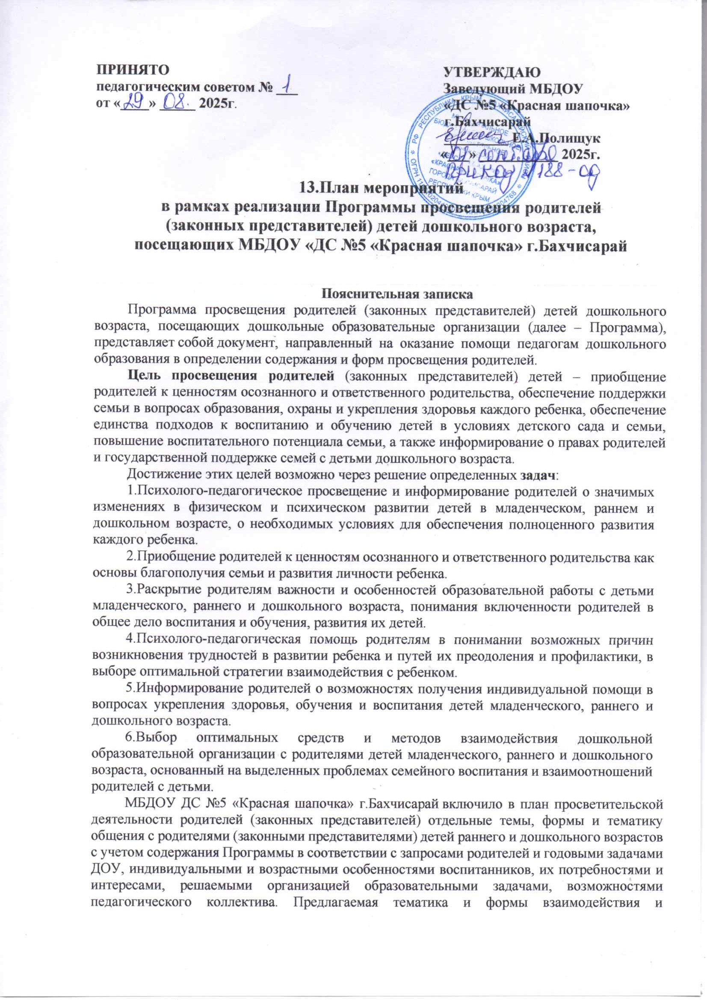 ПРИНЯТО
педагогическим советом № 1
от «29» 08. 2025г.
УТВЕРЖДАЮ
Заведующий МБДОУ
«ДС №5 «Красная шапочка»
г.Бахчисарай
Е.А.Полищук
«01» сентября 2025г.
Приказ №188-од
РФ РЕСПУБЛИКА КРЫМ БАХЧИСАРАЙСКИЙ РАЙОН
13.План мероприятий
в рамках реализации Программы просвещения родителей
(законных представителей) детей дошкольного возраста,
посещающих МБДОУ «ДС №5 «Красная шапочка» г.Бахчисарай
Пояснительная записка
Программа просвещения родителей (законных представителей) детей дошкольного
возраста, посещающих дошкольные образовательные организации (далее – Программа),
представляет собой документ, направленный на оказание помощи педагогам дошкольного
образования в определении содержания и форм просвещения родителей.
Цель просвещения родителей (законных представителей) детей – приобщение
родителей к ценностям осознанного и ответственного родительства, обеспечение поддержки
семьи в вопросах образования, охраны и укрепления здоровья каждого ребенка, обеспечение
единства подходов к воспитанию и обучению детей в условиях детского сада и семьи,
повышение воспитательного потенциала семьи, а также информирование о правах родителей
и государственной поддержке семей с детьми дошкольного возраста.
Достижение этих целей возможно через решение определенных задач:
1.Психолого-педагогическое просвещение и информирование родителей о значимых
изменениях в физическом и психическом развитии детей в младенческом, раннем и
дошкольном возрасте, о необходимых условиях для обеспечения полноценного развития
каждого ребенка.
2.Приобщение родителей к ценностям осознанного и ответственного родительства как
основы благополучия семьи и развития личности ребенка.
3.Раскрытие родителям важности и особенностей образовательной работы с детьми
младенческого, раннего и дошкольного возраста, понимания включенности родителей в
общее дело воспитания и обучения, развития их детей.
4.Психолого-педагогическая помощь родителям в понимании возможных причин
возникновения трудностей в развитии ребенка и путей их преодоления и профилактики, в
выборе оптимальной стратегии взаимодействия с ребенком.
5.Информирование родителей о возможностях получения индивидуальной помощи в
вопросах укрепления здоровья, обучения и воспитания детей младенческого, раннего и
дошкольного возраста.
6.Выбор оптимальных средств и методов взаимодействия дошкольной
образовательной организации с родителями детей младенческого, раннего и дошкольного
возраста, основанный на выделенных проблемах семейного воспитания и взаимоотношений
родителей с детьми.
МБДОУ ДС №5 «Красная шапочка» г.Бахчисарай включило в план просветительской
деятельности родителей (законных представителей) отдельные темы, формы и тематику
общения с родителями (законными представителями) детей раннего и дошкольного возрастов
с учетом содержания Программы в соответствии с запросами родителей и годовыми задачами
ДОУ, индивидуальными и возрастными особенностями воспитанников, их потребностями и
интересами, решаемыми организацией образовательными задачами, возможностями
педагогического коллектива. Предлагаемая тематика и формы взаимодействия и